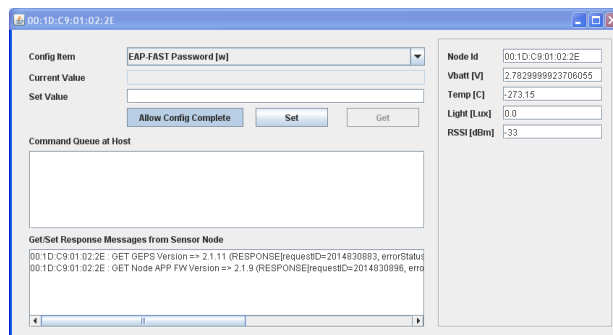 00:1D:C9:01:02:2E
Config Item
EAP-FAST Password [w]
Current Value
Set Value
Allow Config Complete
Set
Get
Command Queue at Host
Get/Set Response Messages from Sensor Node
00:1D:C9:01:02:2E : GET GEPS Version => 2.1.11 (RESPONSE[requestID=2014830883, errorStatus
00:1D:C9:01:02:2E : GET Node APP FW Version => 2.1.9 (RESPONSE[requestID=2014830896, erro
Node Id
00:1D:C9:01:02:2E
Vbatt [V]
2.7829999923706055
Temp [C]
-273.15
Light [Lux]
0.0
RSSI [dBm]
-33